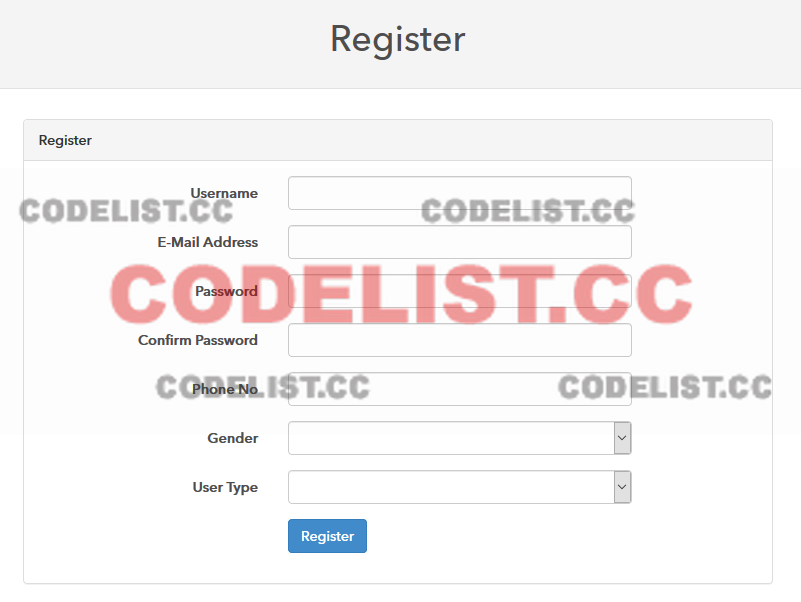 Register
Register
Username
CODELIST.CC CODELIST.CC
E-Mail Address
CODELIST.CC
Password
Confirm Password
CODELIST.CC CODELIST.CC
Phone No
Gender
User Type
Register